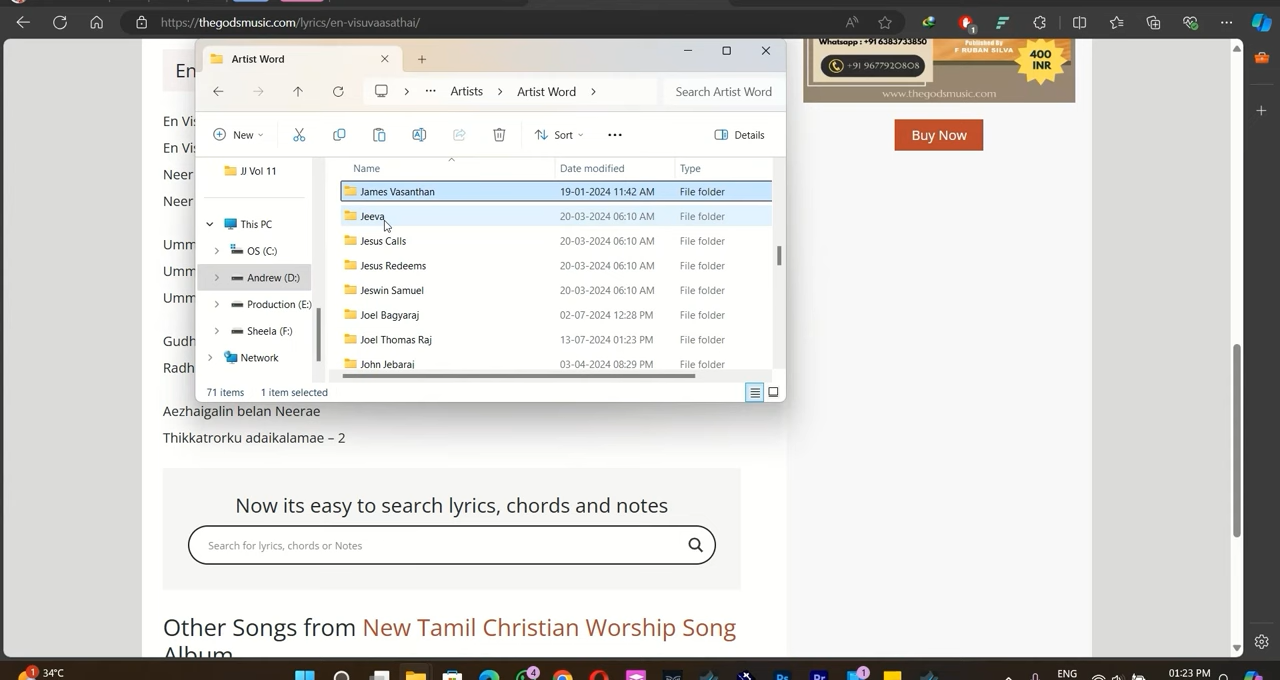 https://thegodsmusic.com/lyrics/en-visuvaasathai/
1
Artist Word
Artists
Artist Word
Search Artist Word
New
Sort
Details
JJ Vol 11
This PC
OS (C:)
Andrew (D:)
Production (E:)
Sheela (F:)
Network
Name Date modified Type
James Vasanthan 19-01-2024 11:42 AM File folder
Jeeva 20-03-2024 06:10 AM File folder
Jesus Calls 20-03-2024 06:10 AM File folder
Jesus Redeems 20-03-2024 06:10 AM File folder
Jeswin Samuel 20-03-2024 06:10 AM File folder
Joel Bagyaraj 02-07-2024 12:28 PM File folder
Joel Thomas Raj 13-07-2024 01:23 PM File folder
John Jebaraj 03-04-2024 08:29 PM File folder
71 items 1 item selected
En
En Vis
En Vis
Neer
Neer
Umm
Umm
Umm
Gudh
Radh
Aezhaigalin belan Neerae
Thikkatrorku adaikalamae – 2
Now its easy to search lyrics, chords and notes
Search for lyrics, chords or Notes
Other Songs from New Tamil Christian Worship Song
Album
Whatsapp : +91 6383733850
+91 9677920808
Published By
F RUBAN SILVA
400
INR
www.thegodsmusic.com
Buy Now
1
34°C
4
1
ENG
01:23 PM